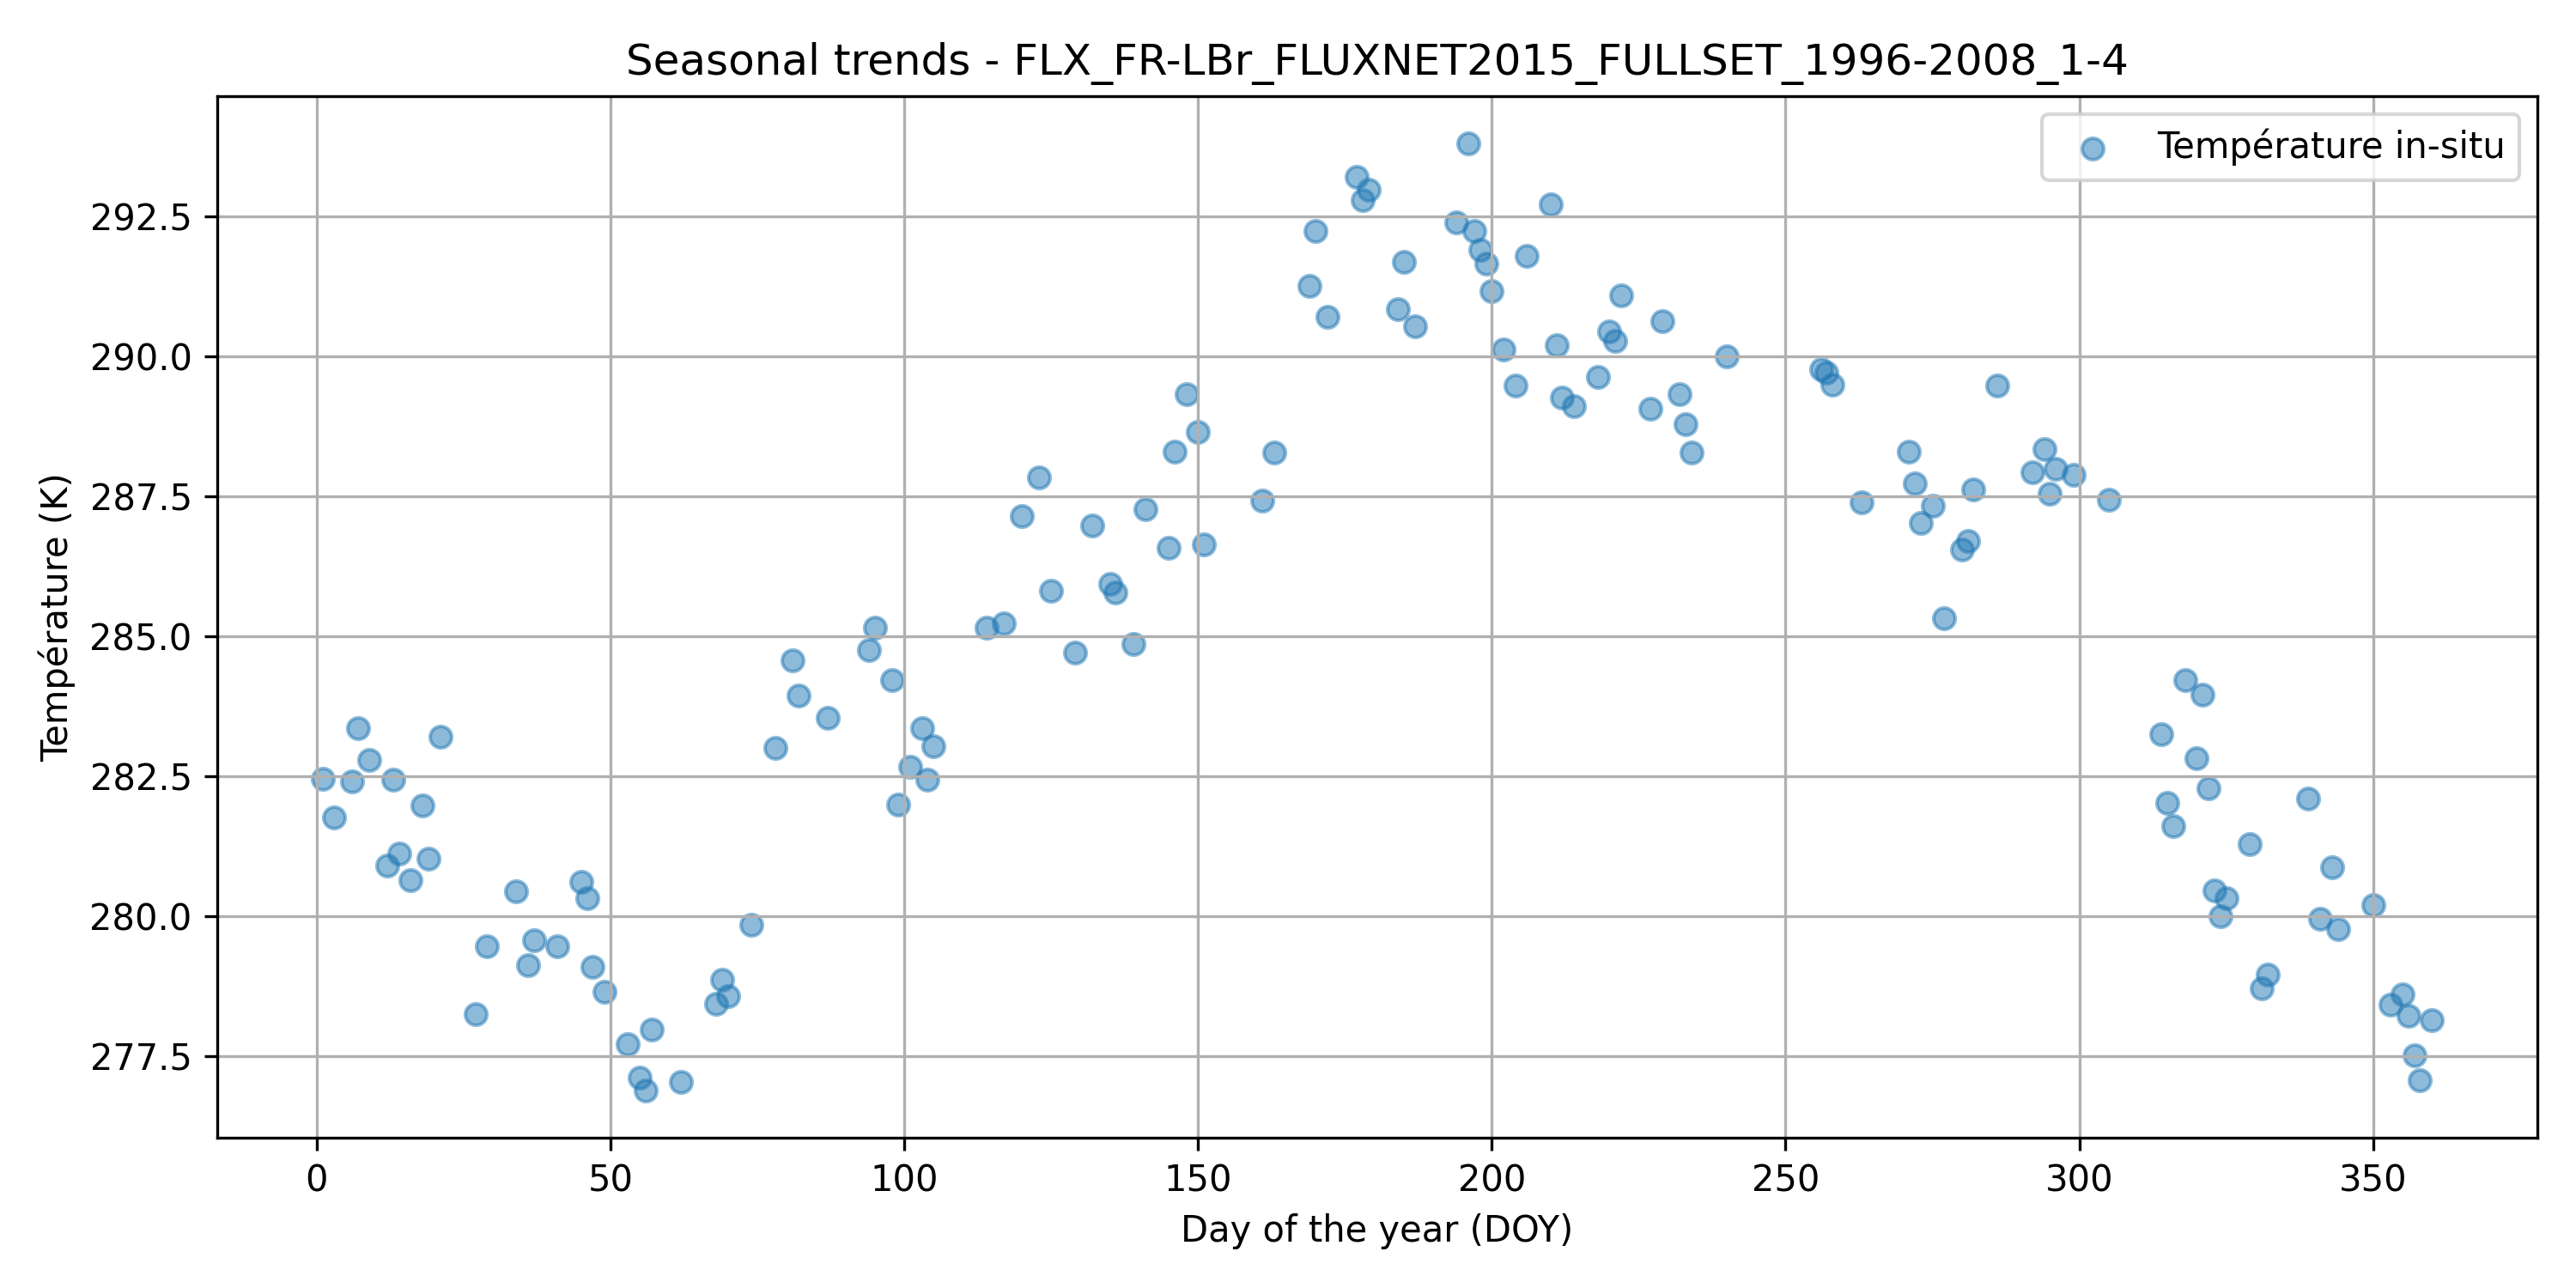 Seasonal trends - FLX_FR-LBr_FLUXNET2015_FULLSET_1996-2008_1-4
Température in-situ
Température (K)
292.5
290.0
287.5
285.0
282.5
280.0
277.5
0 50 100 150 200 250 300 350
Day of the year (DOY)